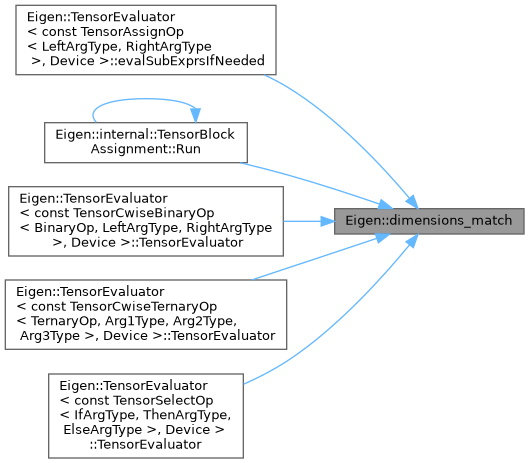 Eigen::TensorEvaluator
< const TensorAssignOp
< LeftArgType, RightArgType
>, Device >::evalSubExprsIfNeeded
Eigen::internal::TensorBlock
Assignment::Run
Eigen::TensorEvaluator
< const TensorCwiseBinaryOp
< BinaryOp, LeftArgType, RightArgType
>, Device >::TensorEvaluator
Eigen::dimensions_match
Eigen::TensorEvaluator
< const TensorCwiseTernaryOp
< TernaryOp, Arg1Type, Arg2Type,
Arg3Type >, Device >::TensorEvaluator
Eigen::TensorEvaluator
< const TensorSelectOp
< IfArgType, ThenArgType,
ElseArgType >, Device >
::TensorEvaluator